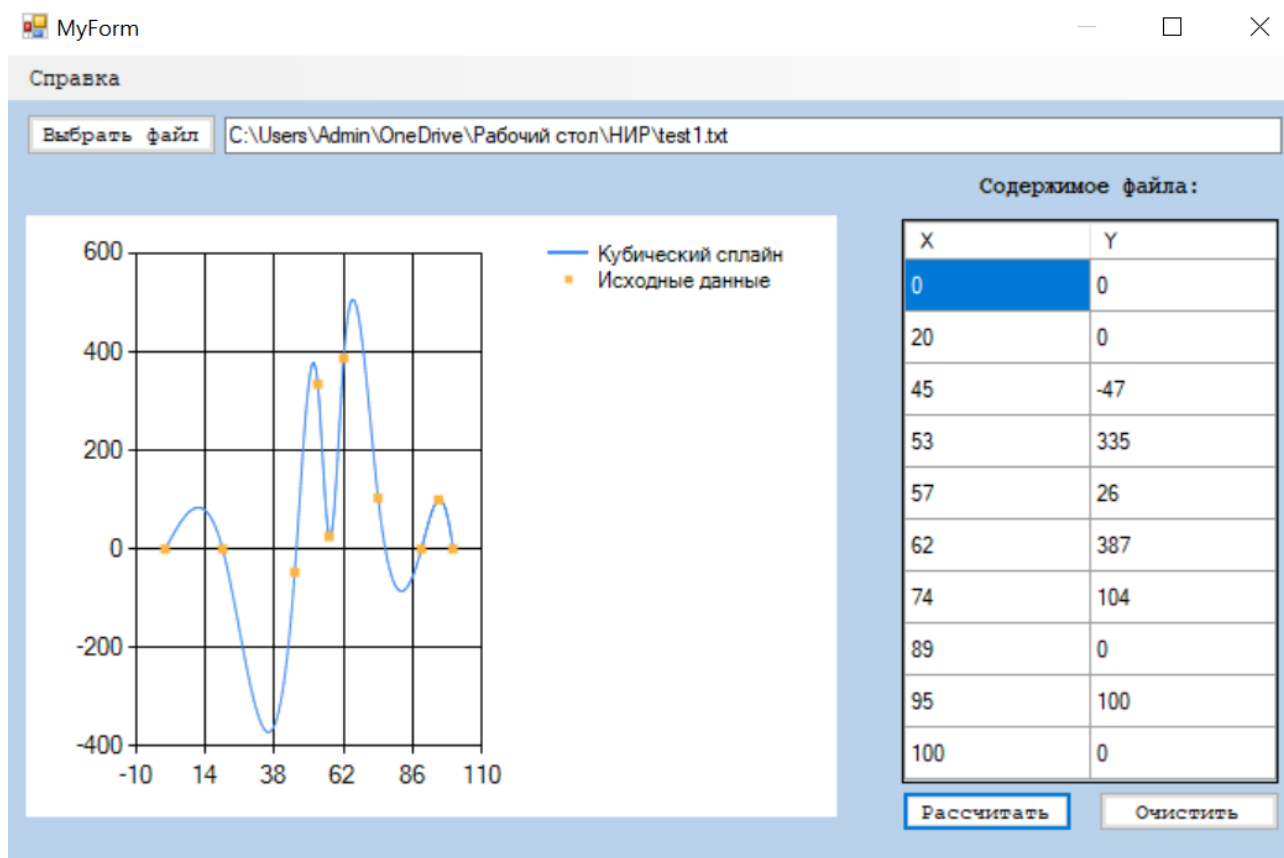 MyForm
Справка
Выбрать файл C:\Users\Admin\OneDrive\Рабочий стол\НИР\test1.txt
Содержимое файла:
600
400
200
0
-200
-400
-10 14 38 62 86 110
Кубический сплайн
Исходные данные
X Y
0 0
20 0
45 -47
53 335
57 26
62 387
74 104
89 0
95 100
100 0
Рассчитать Очистить